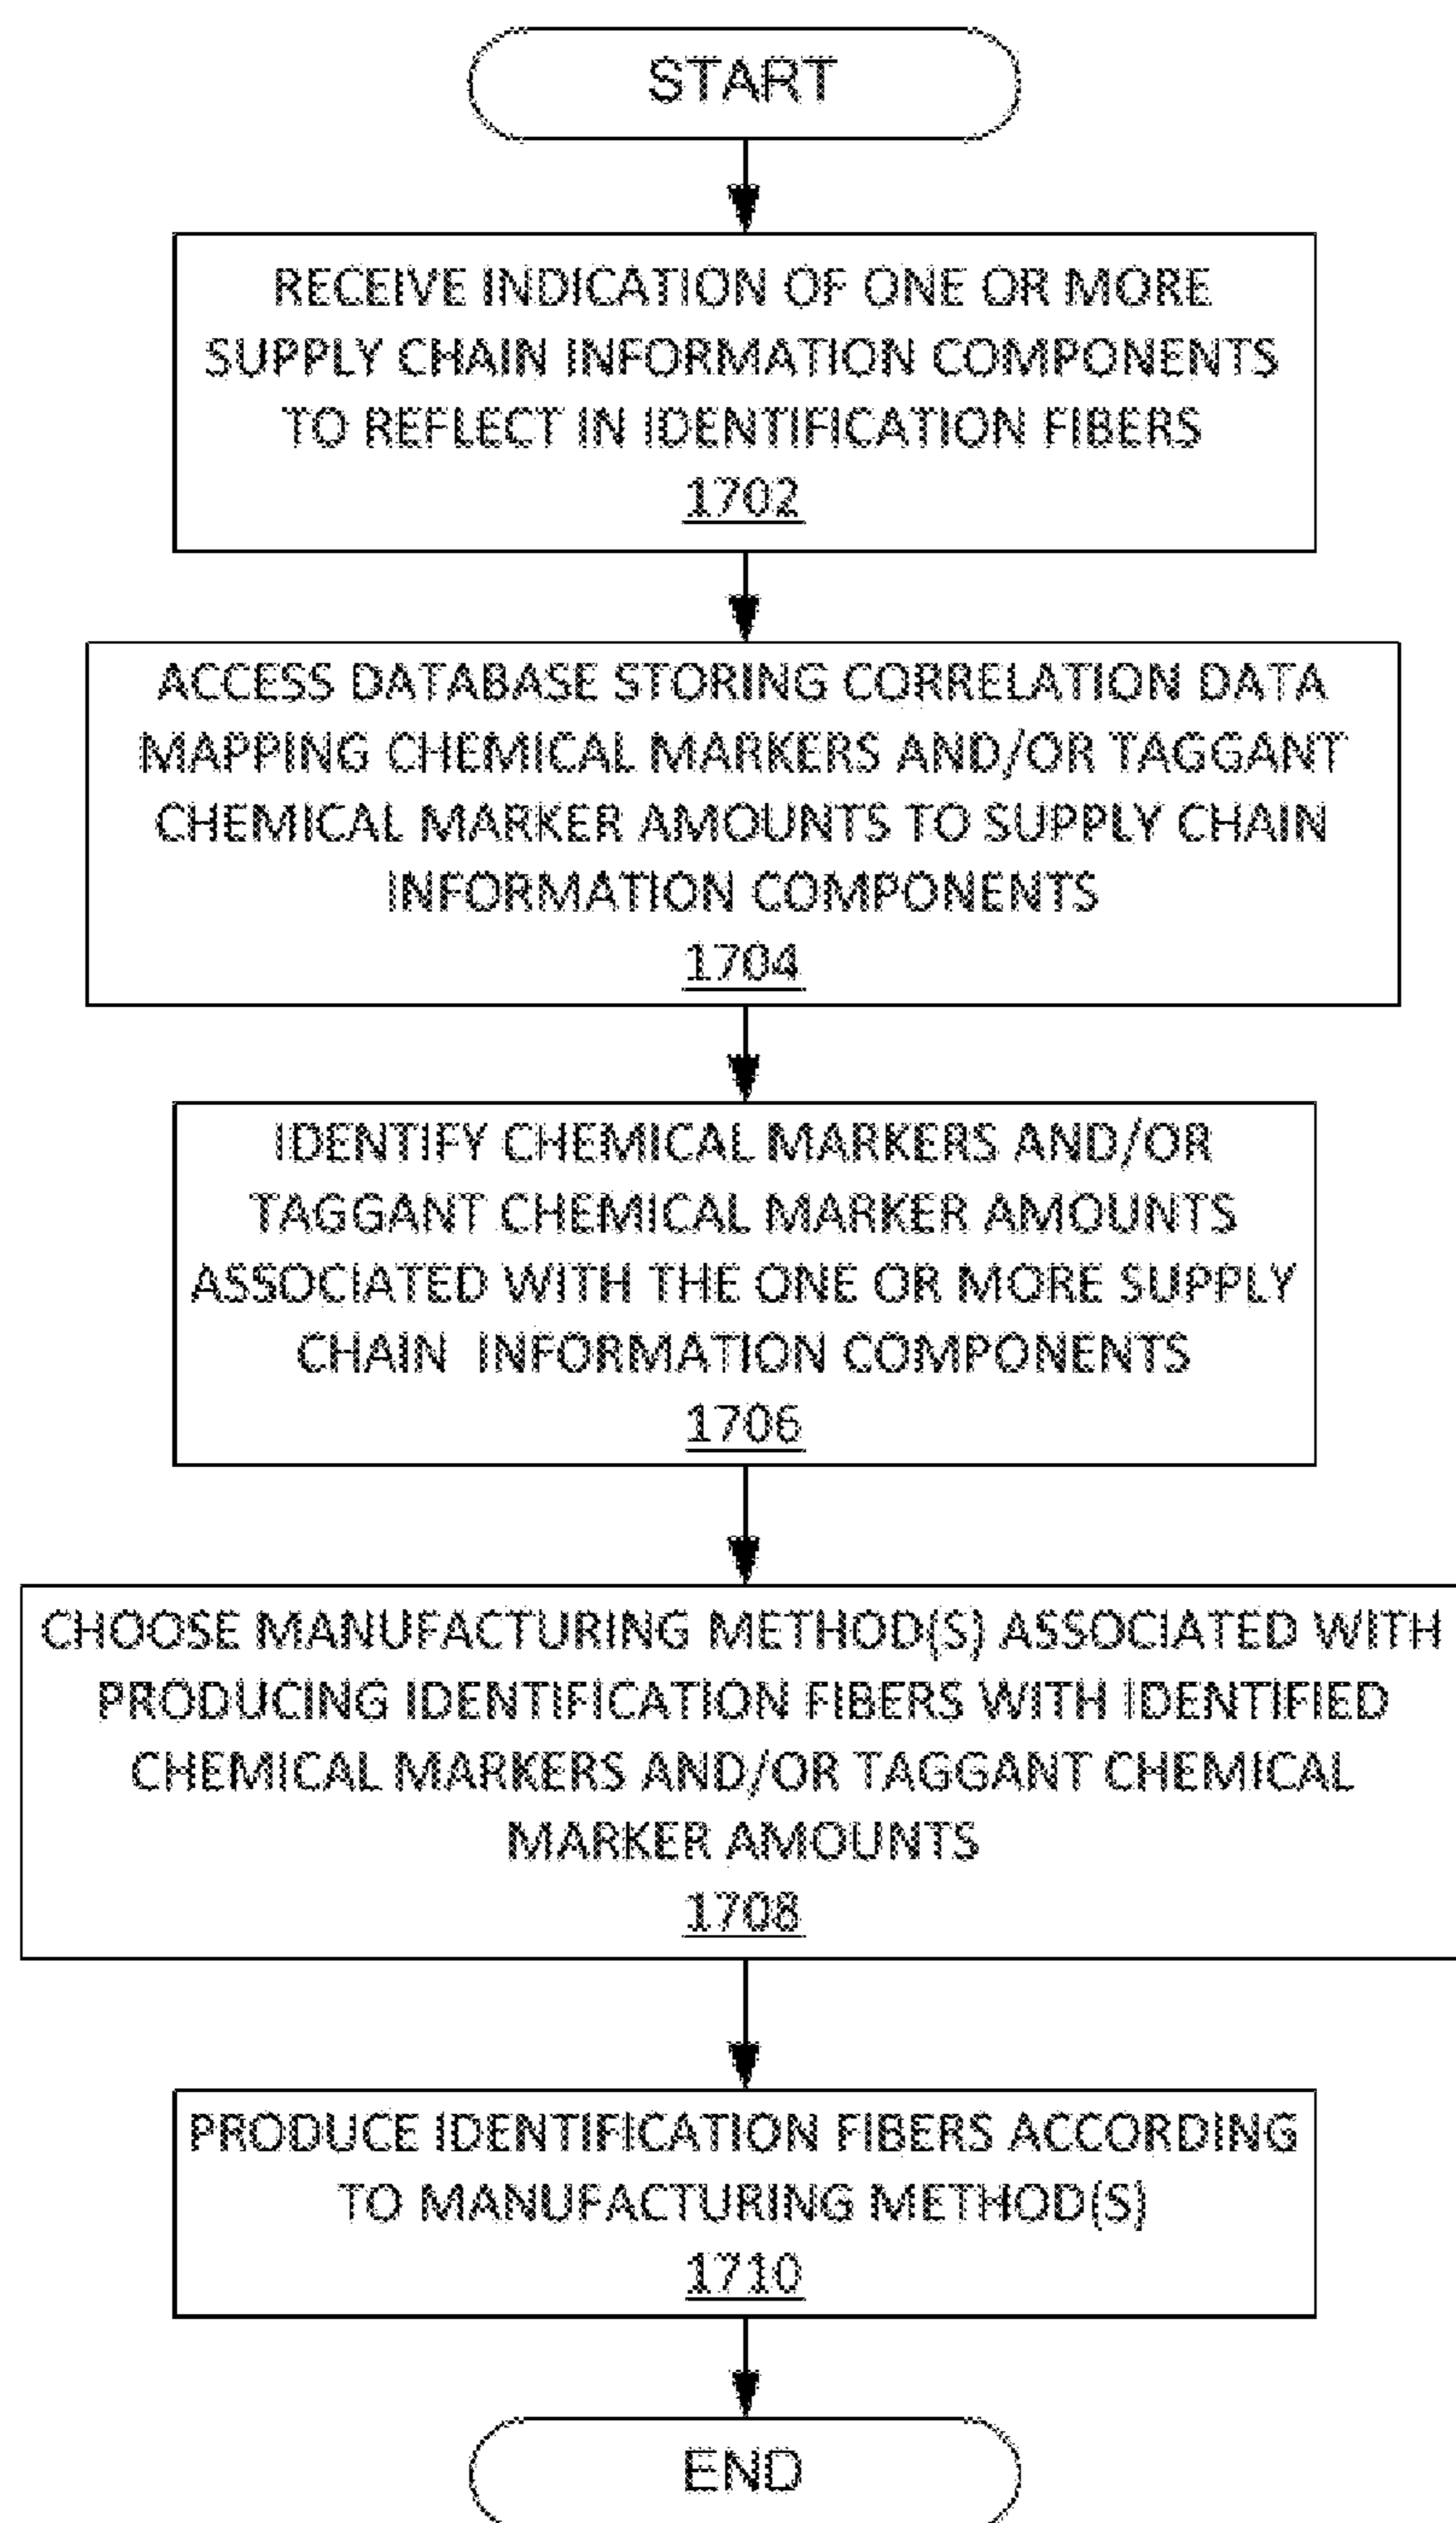 START
RECEIVE INDICATION OF ONE OR MORE
SUPPLY CHAIN INFORMATION COMPONENTS
TO REFLECT IN IDENTIFICATION FIBERS
1702
ACCESS DATABASE STORING CORRELATION DATA
MAPPING CHEMICAL MARKERS AND/OR TAGGANT
CHEMICAL MARKER AMOUNTS TO SUPPLY CHAIN
INFORMATION COMPONENTS
1704
IDENTIFY CHEMICAL MARKERS AND/OR
TAGGANT CHEMICAL MARKER AMOUNTS
ASSOCIATED WITH THE ONE OR MORE SUPPLY
CHAIN INFORMATION COMPONENTS
1706
CHOOSE MANUFACTURING METHOD(S) ASSOCIATED WITH
PRODUCING IDENTIFICATION FIBERS WITH IDENTIFIED
CHEMICAL MARKERS AND/OR TAGGANT CHEMICAL
MARKER AMOUNTS
1708
PRODUCE IDENTIFICATION FIBERS ACCORDING
TO MANUFACTURING METHOD(S)
1710
END